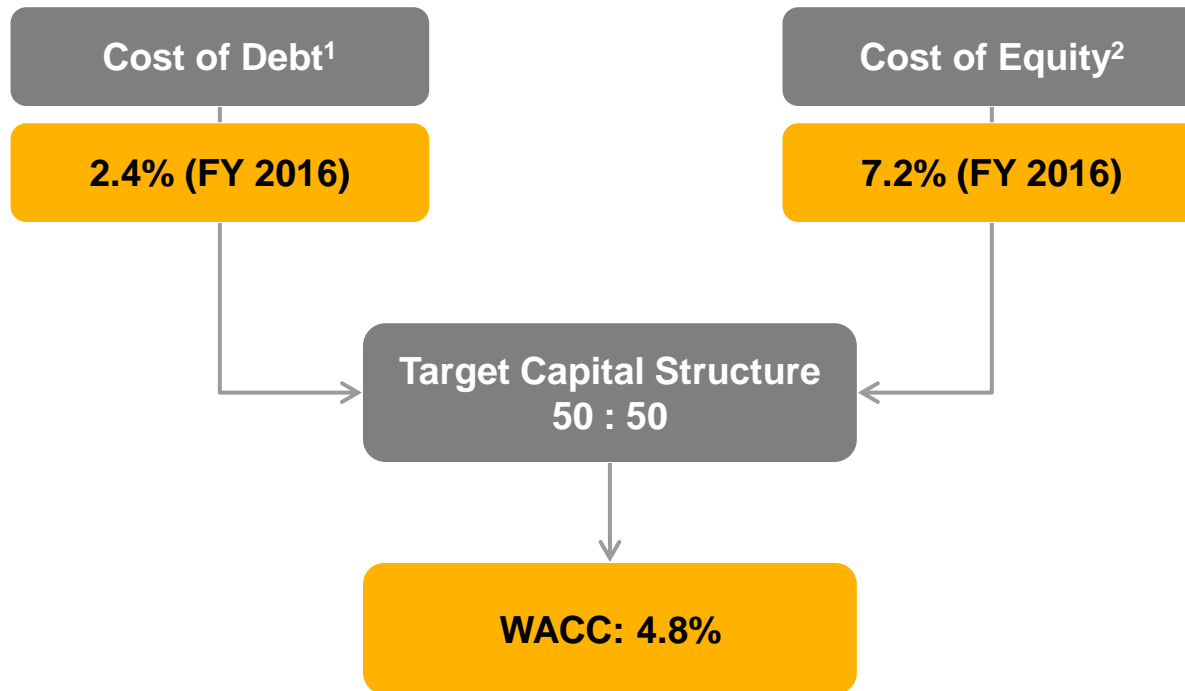 Cost of Debt¹
Cost of Equity²
2.4% (FY 2016)
7.2% (FY 2016)
Target Capital Structure
50 : 50
WACC: 4.8%